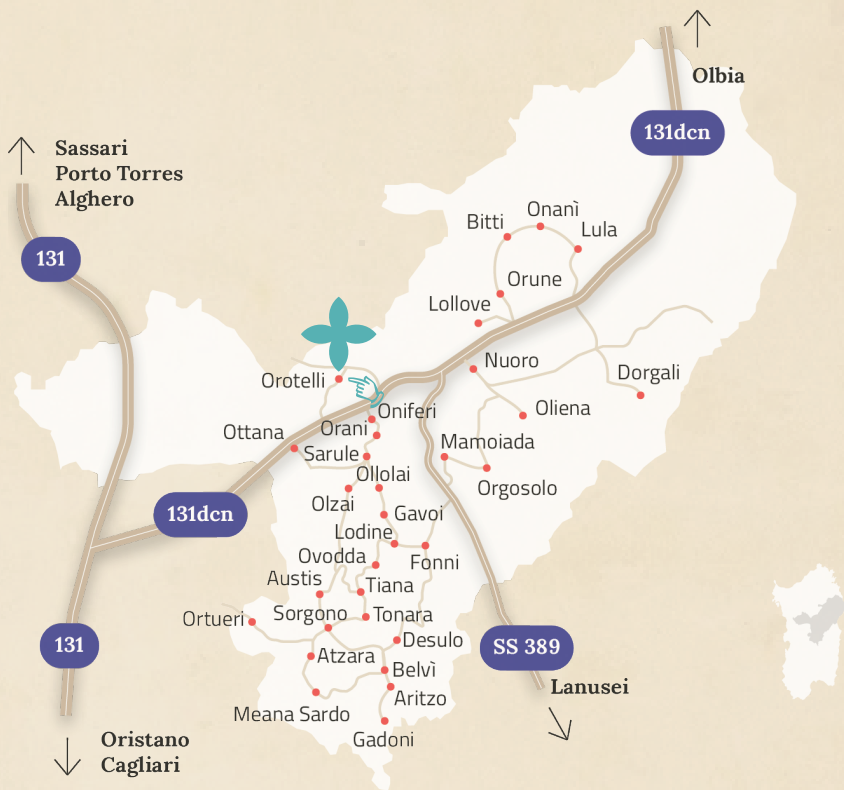 Olbia
131dcn
Sassari
Porto Torres
Alghero
131
Bitti
Onanì
Lula
Orune
Lollove
Nuoro
Dorgali
Orotelli
Oniferi
Oliena
Orani
Ottana
Mamoiada
Sarule
Ollolai
Orgosolo
Olzai
131dcn
Gavoi
Lodine
Ovodda
Fonni
Austis
Tiana
Ortueri
Sorgono
Tonara
131
Desulo
SS 389
Atzara
Belvì
Lanusei
Aritzo
Meana Sardo
Gadoni
Oristano
Cagliari